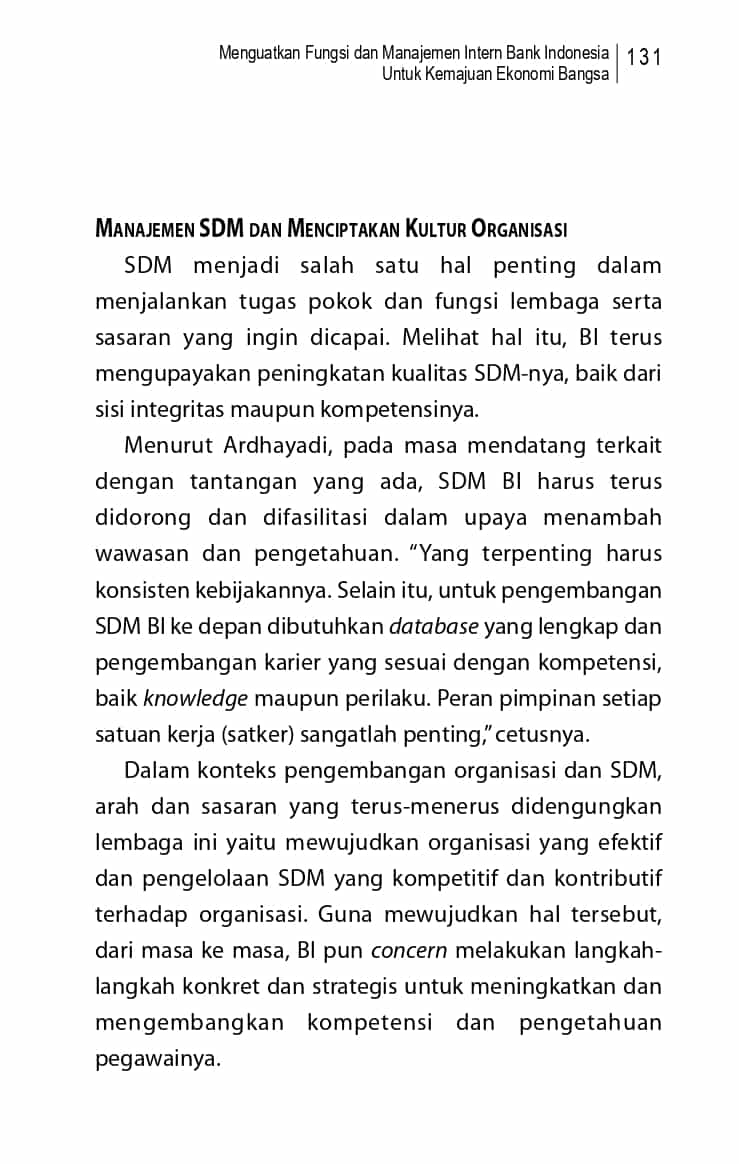 Menguatkan Fungsi dan Manajemen Intern Bank Indonesia 131
Untuk Kemajuan Ekonomi Bangsa
MANAJEMEN SDM DAN MENCIPTAKAN KULTUR ORGANISASI
SDM menjadi salah satu hal penting dalam
menjalankan tugas pokok dan fungsi lembaga serta
sasaran yang ingin dicapai. Melihat hal itu, BI terus
mengupayakan peningkatan kualitas SDM-nya, baik dari
sisi integritas maupun kompetensinya.
Menurut Ardhayadi, pada masa mendatang terkait
dengan tantangan yang ada, SDM BI harus terus
didorong dan difasilitasi dalam upaya menambah
wawasan dan pengetahuan. “Yang terpenting harus
konsisten kebijakannya. Selain itu, untuk pengembangan
SDM BI ke depan dibutuhkan database yang lengkap dan
pengembangan karier yang sesuai dengan kompetensi,
baik knowledge maupun perilaku. Peran pimpinan setiap
satuan kerja (satker) sangatlah penting,” cetusnya.
Dalam konteks pengembangan organisasi dan SDM,
arah dan sasaran yang terus-menerus didengungkan
lembaga ini yaitu mewujudkan organisasi yang efektif
dan pengelolaan SDM yang kompetitif dan kontributif
terhadap organisasi. Guna mewujudkan hal tersebut,
dari masa ke masa, BI pun concern melakukan langkah-
langkah konkret dan strategis untuk meningkatkan dan
mengembangkan kompetensi dan pengetahuan
pegawainya.